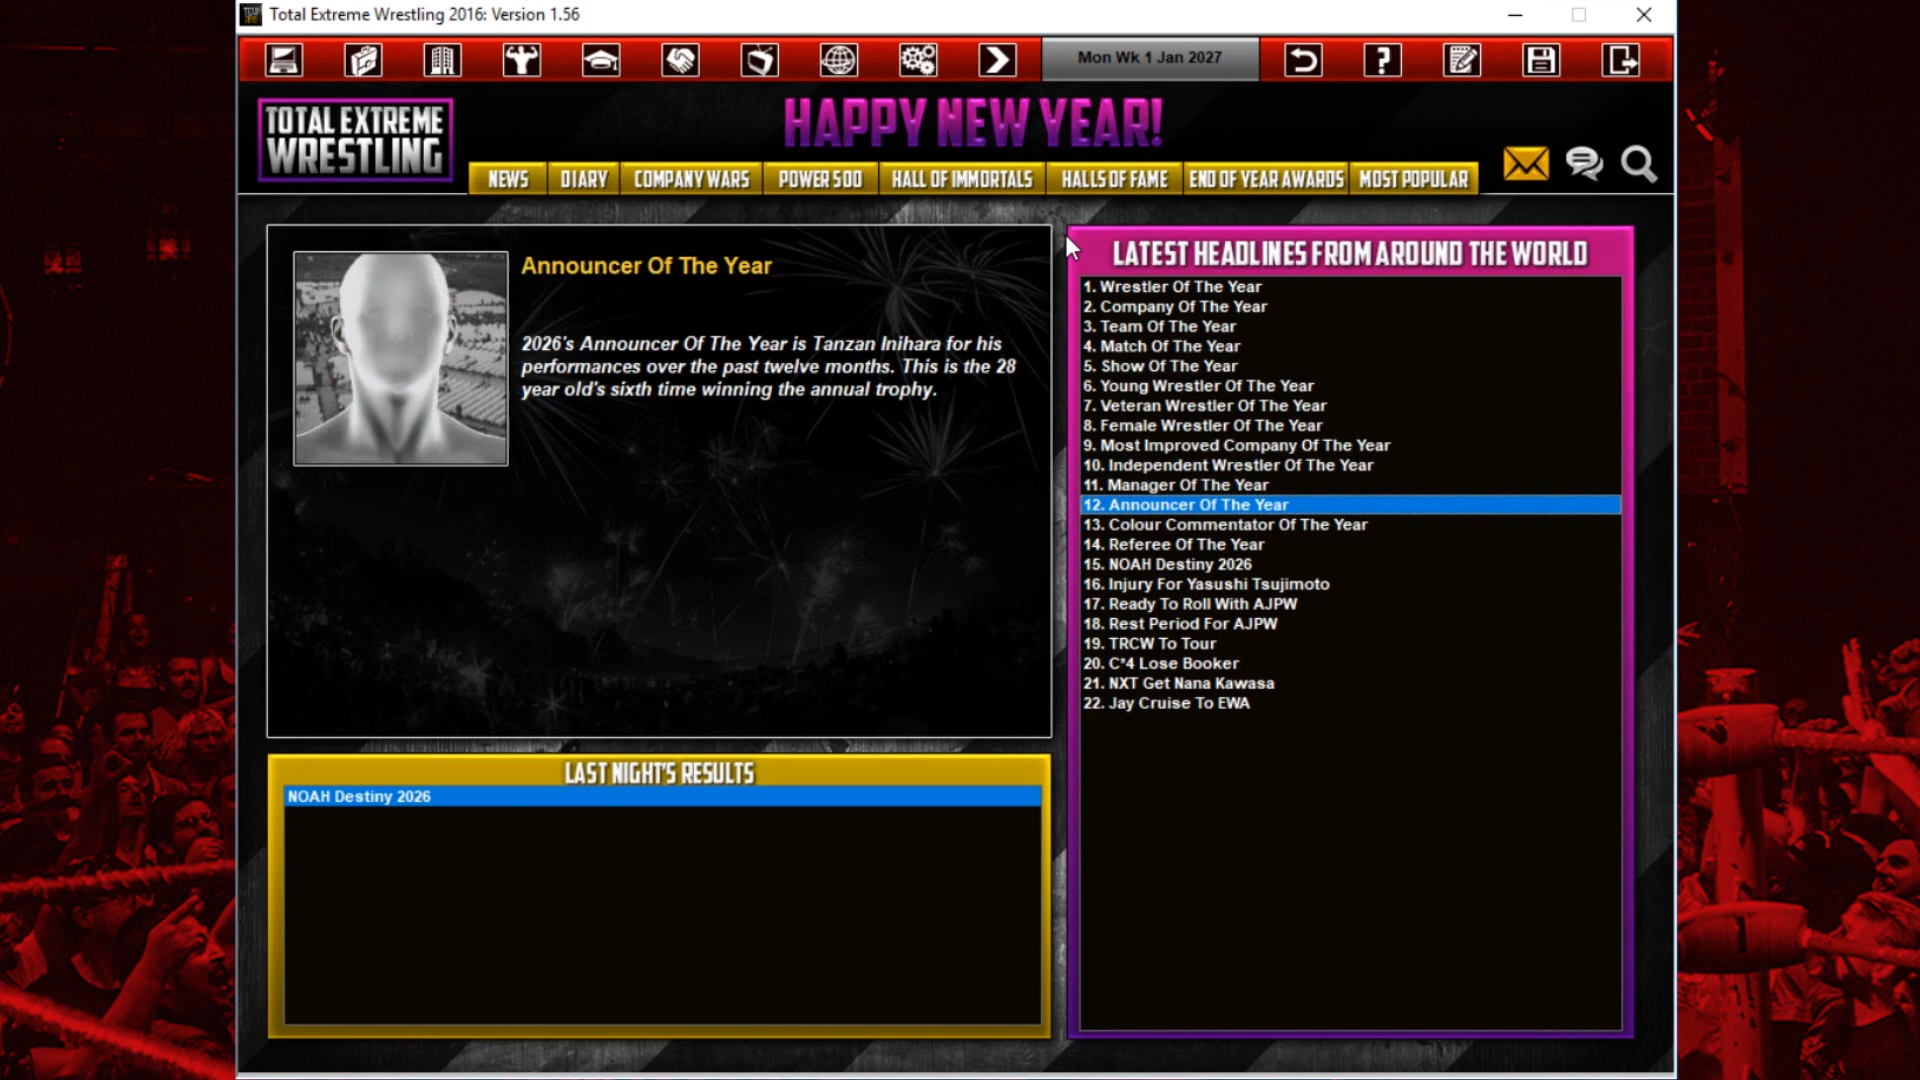 Total Extreme Wrestling 2016: Version 1.56
Mon Wk 1 Jan 2027
TOTAL EXTREME
WRESTLING
HAPPY NEW YEAR!
NEWS
DIARY
COMPANY WARS
POWER 500
HALL OF IMMORTALS
HALLS OF FAME
END OF YEAR AWARDS
MOST POPULAR
Announcer Of The Year
2026's Announcer Of The Year is Tanzan Inihara for his
performances over the past twelve months. This is the 28
year old's sixth time winning the annual trophy.
LATEST HEADLINES FROM AROUND THE WORLD
1. Wrestler Of The Year
2. Company Of The Year
3. Team Of The Year
4. Match Of The Year
5. Show Of The Year
6. Young Wrestler Of The Year
7. Veteran Wrestler Of The Year
8. Female Wrestler Of The Year
9. Most Improved Company Of The Year
10. Independent Wrestler Of The Year
11. Manager Of The Year
12. Announcer Of The Year
13. Colour Commentator Of The Year
14. Referee Of The Year
15. NOAH Destiny 2026
16. Injury For Yasushi Tsujimoto
17. Ready To Roll With AJPW
18. Rest Period For AJPW
19. TRCW To Tour
20. C*4 Lose Booker
21. NXT Get Nana Kawasa
22. Jay Cruise To EWA
LAST NIGHT'S RESULTS
NOAH Destiny 2026